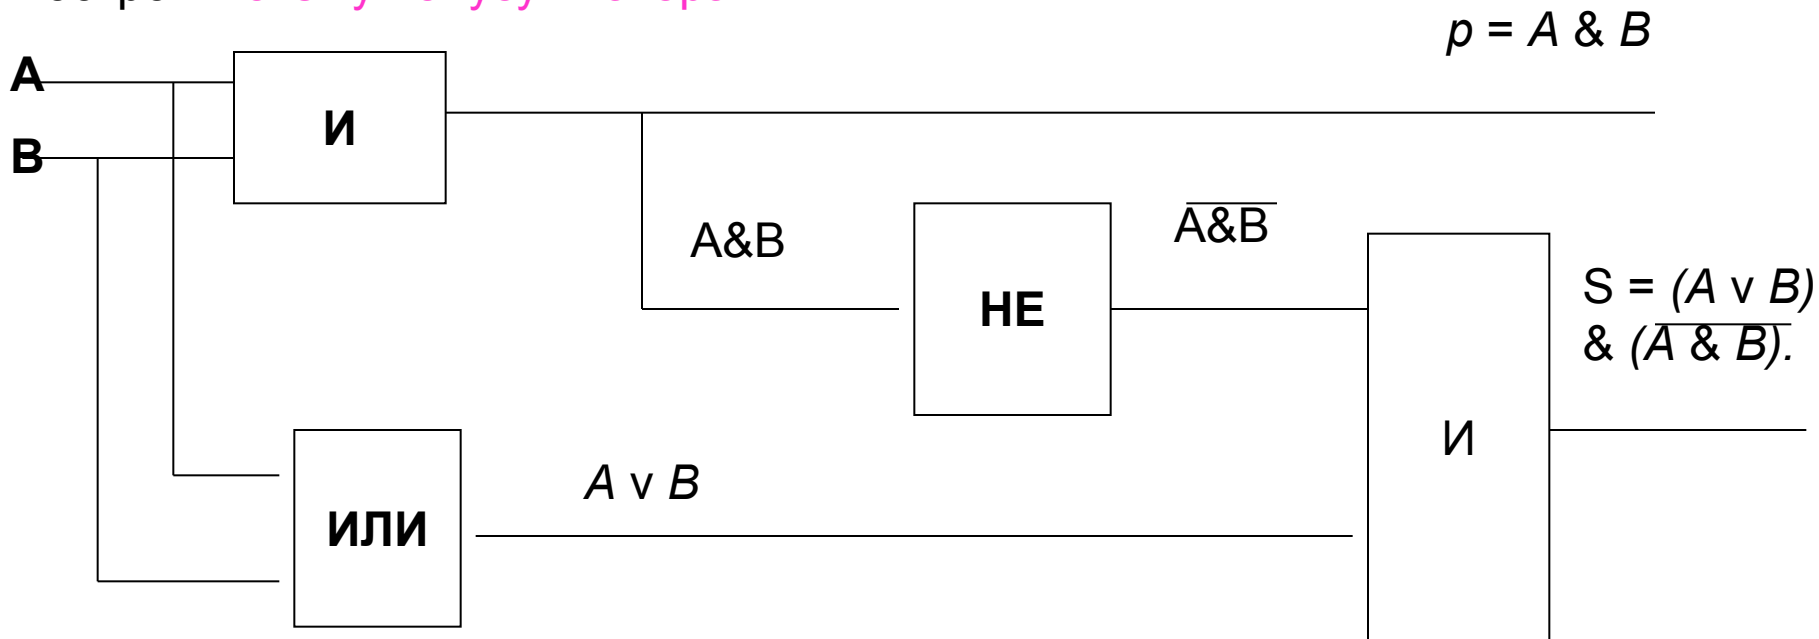 p = A & B
А
И
В
A&B
A&B
НЕ
S = (A v B)
& (A & B).
И
A v B
ИЛИ